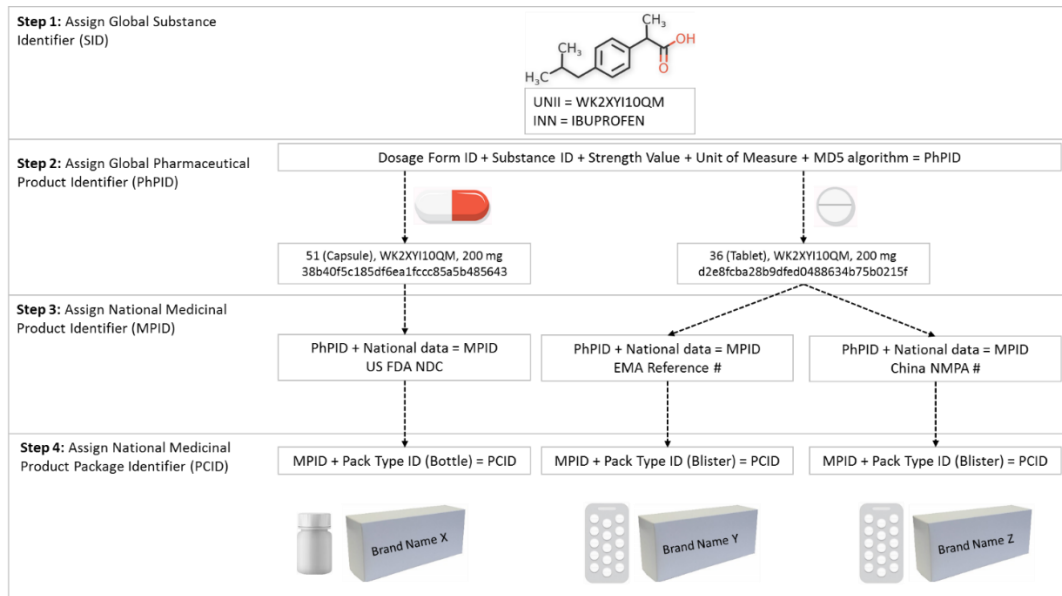 Step 1: Assign Global Substance
Identifier (SID)
CH₃
OH
O
CH₃
H₃C
UNII = WK2XYI10QM
INN = IBUPROFEN
Step 2: Assign Global Pharmaceutical
Product Identifier (PhPID)
Dosage Form ID + Substance ID + Strength Value + Unit of Measure + MD5 algorithm = PhPID
51 (Capsule), WK2XYI10QM, 200 mg
38b40f5c185df6ea1fccc85a5b485643
36 (Tablet), WK2XYI10QM, 200 mg
d2e8fcba28b9dfed0488634b75b0215f
Step 3: Assign National Medicinal
Product Identifier (MPID)
PhPID + National data = MPID
US FDA NDC
PhPID + National data = MPID
EMA Reference #
PhPID + National data = MPID
China NMPA #
Step 4: Assign National Medicinal
Product Package Identifier (PCID)
MPID + Pack Type ID (Bottle) = PCID
MPID + Pack Type ID (Blister) = PCID
MPID + Pack Type ID (Blister) = PCID
Brand Name X
Brand Name Y
Brand Name Z